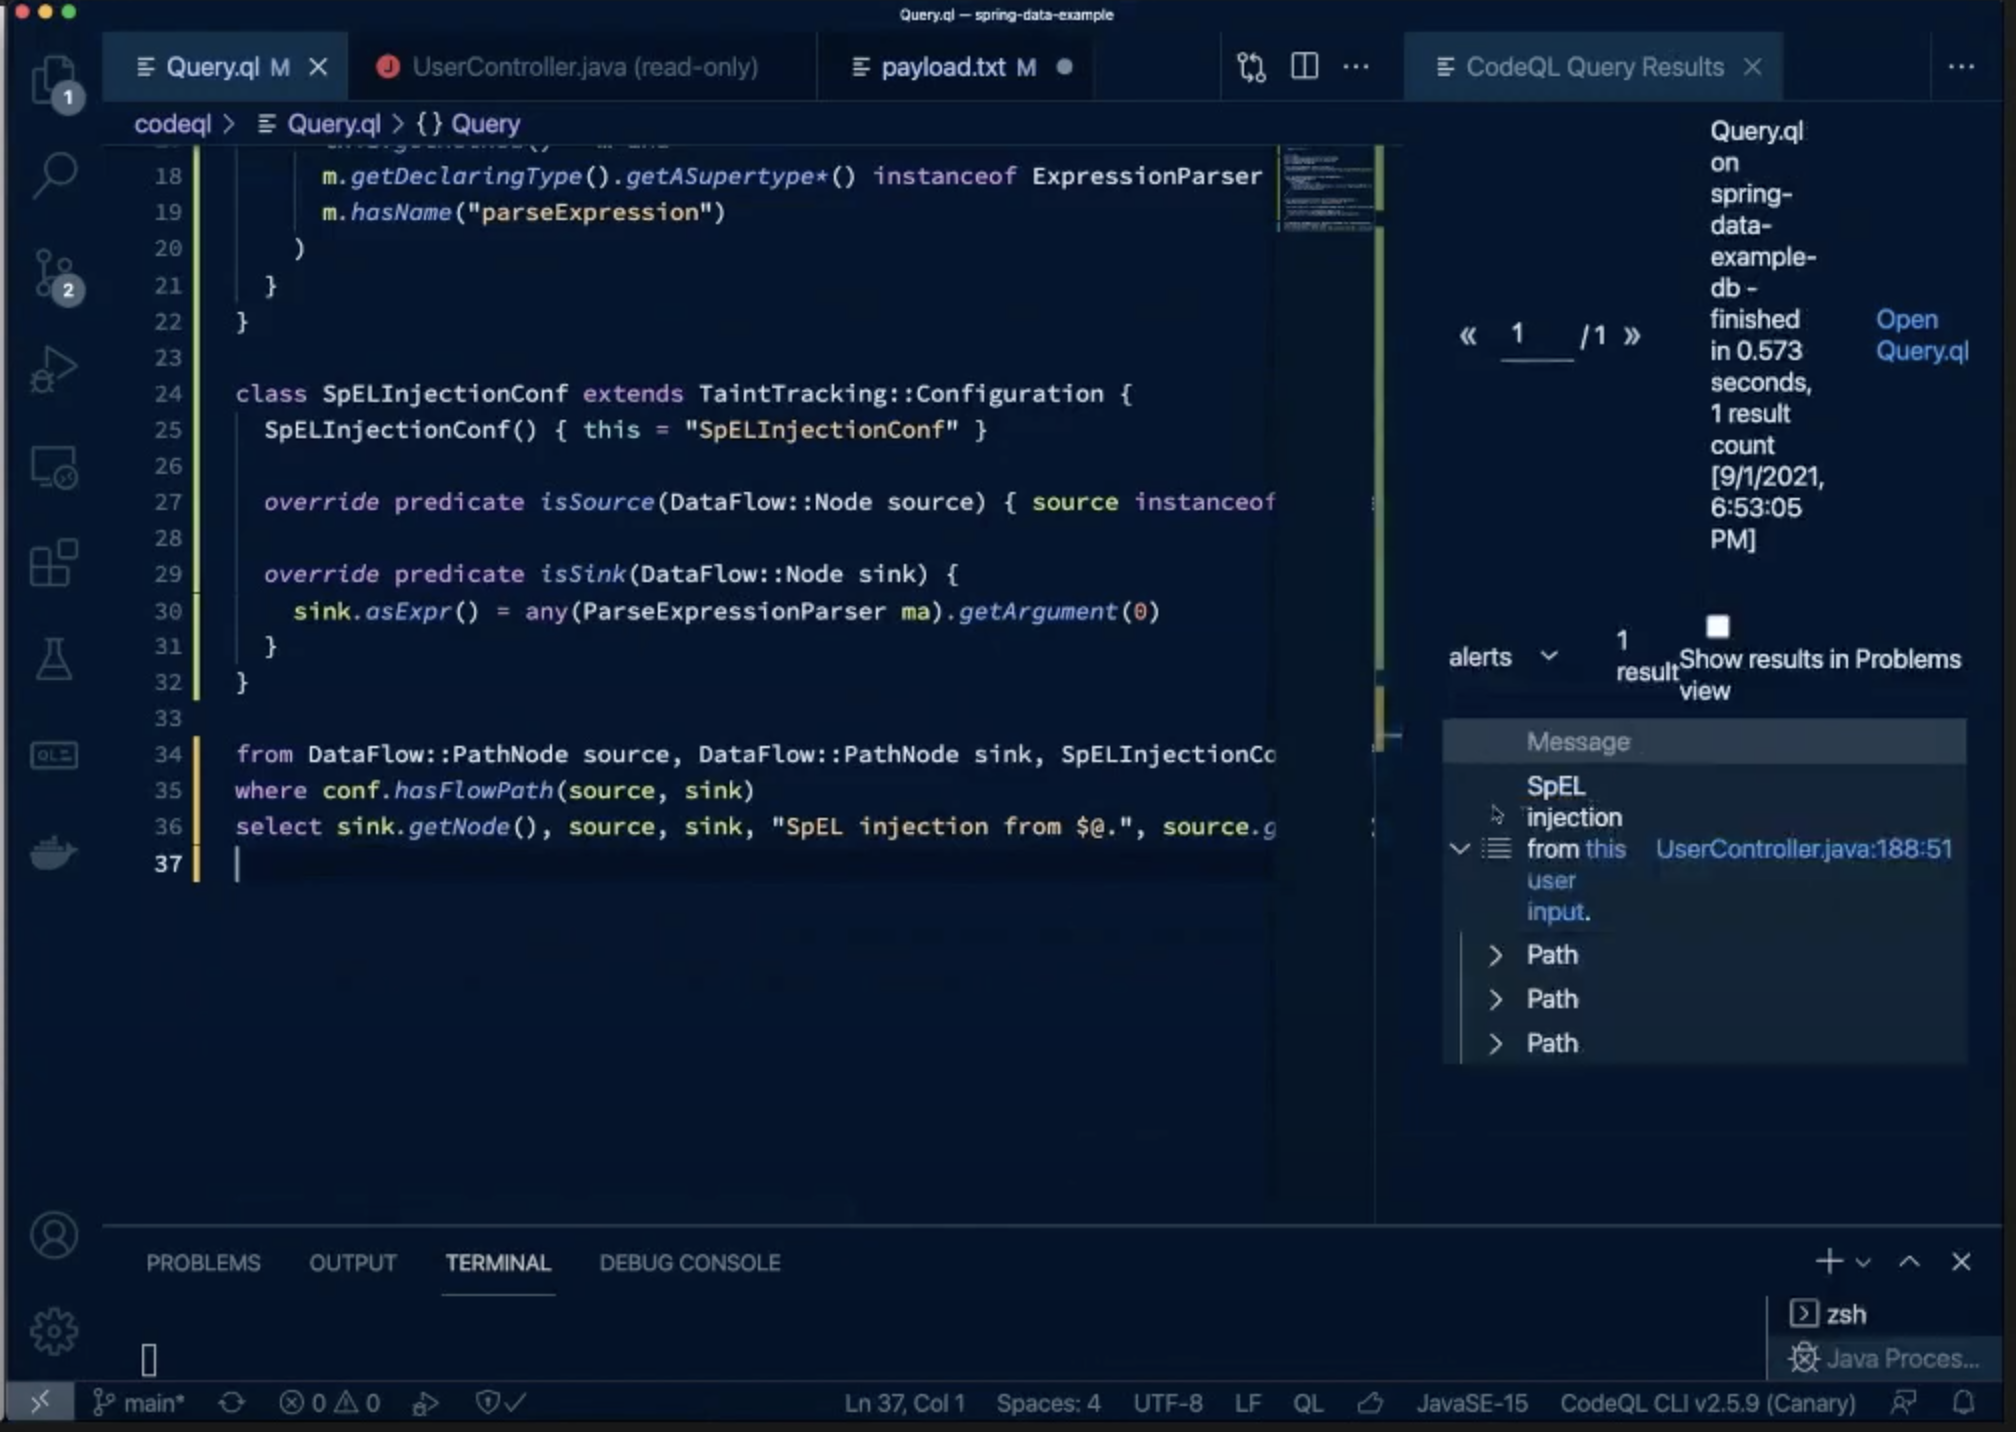 Query.ql — spring-data-example
Query.ql M
UserController.java (read-only)
payload.txt M
CodeQL Query Results
1
codeql > Query.ql > {} Query
18 m.getDeclaringType().getASupertype*() instanceof ExpressionParser
19 m.hasName("parseExpression")
20 )
21 }
22 }
23
24 class SpELInjectionConf extends TaintTracking::Configuration {
25 SpELInjectionConf() { this = "SpELInjectionConf" }
26
27 override predicate isSource(DataFlow::Node source) { source instanceof
28
29 override predicate isSink(DataFlow::Node sink) {
30 sink.asExpr() = any(ParseExpressionParser ma).getArgument(0)
31 }
32 }
33
34 from DataFlow::PathNode source, DataFlow::PathNode sink, SpELInjectionCo
35 where conf.hasFlowPath(source, sink)
36 select sink.getNode(), source, sink, "SpEL injection from $@.", source.g
37
2
QL
« 1 / 1 »
Query.ql
on
spring-
data-
example-
db -
finished
in 0.573
seconds,
1 result
count
[9/1/2021,
6:53:05
PM]
Open
Query.ql
alerts
1
result
Show results in Problems
view
Message
SpEL
injection
from this
user
input.
UserController.java:188:51
Path
Path
Path
PROBLEMS
OUTPUT
TERMINAL
DEBUG CONSOLE
zsh
Java Proces...
main*
0
0
Ln 37, Col 1
Spaces: 4
UTF-8
LF
QL
JavaSE-15
CodeQL CLI v2.5.9 (Canary)